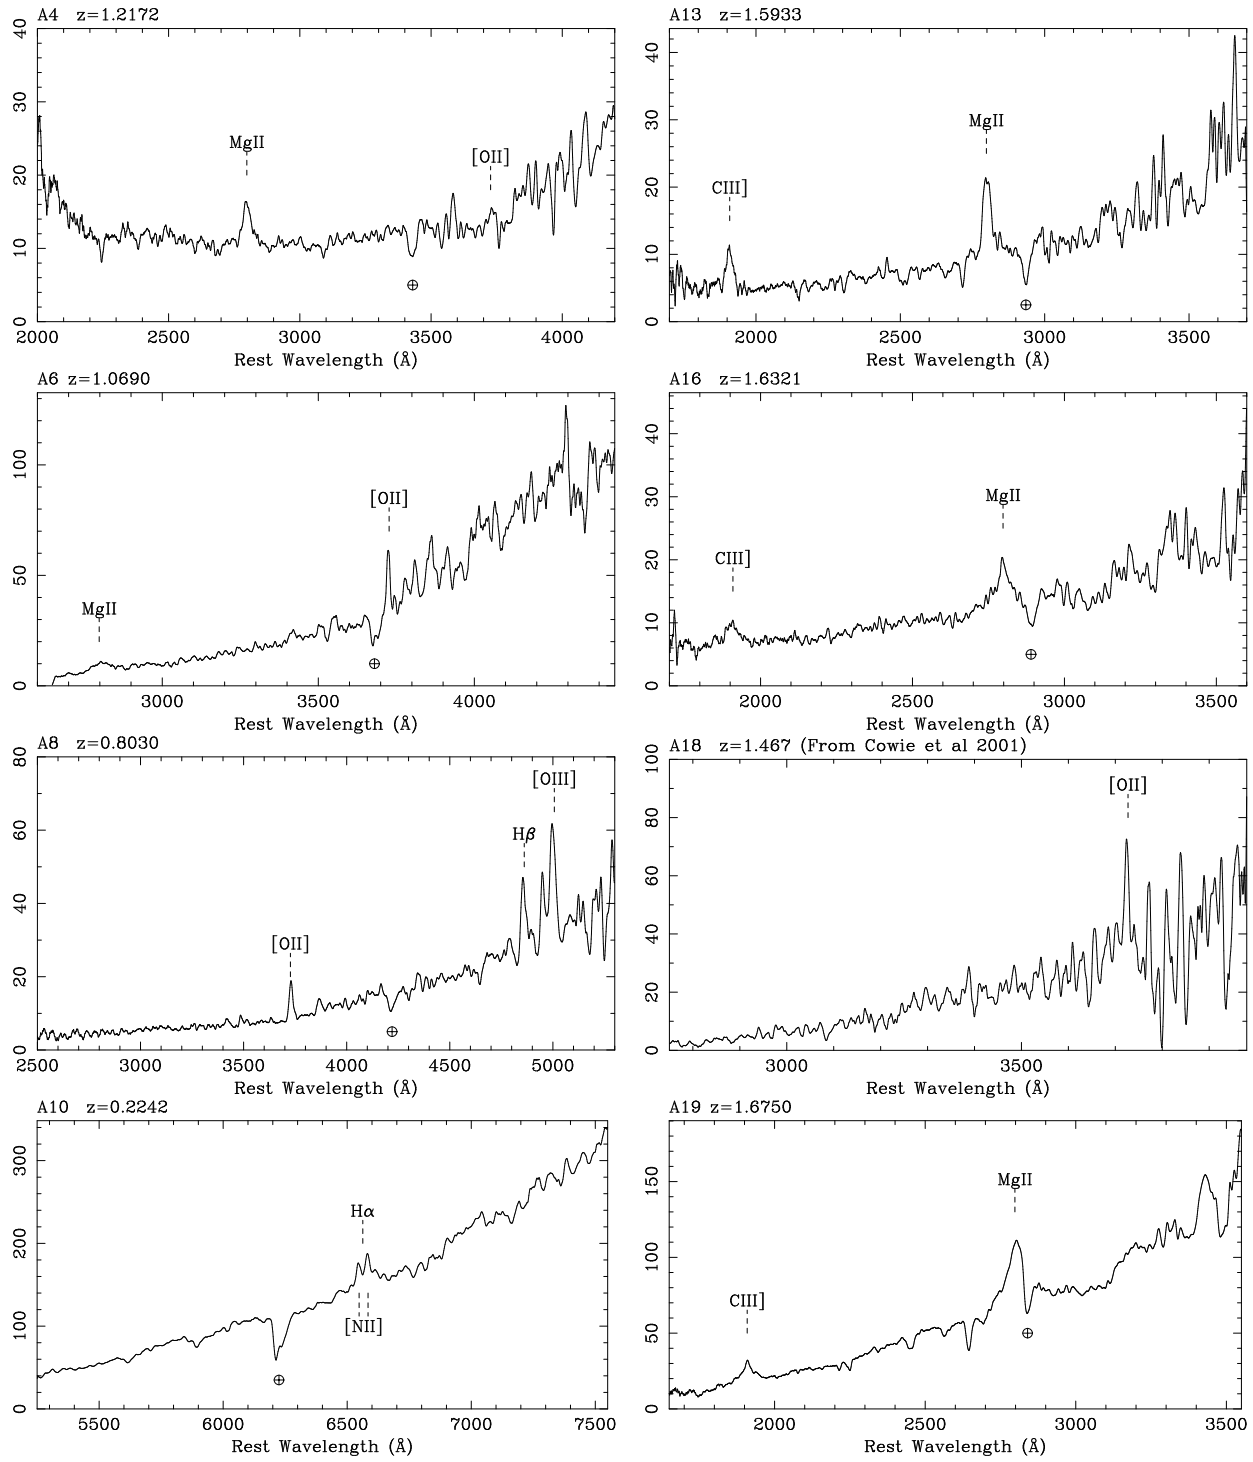 A4 z=1.2172
40
30
20
10
0
MgII
[OII]
⊕
2000 2500 3000 3500 4000
Rest Wavelength (Å)
A13 z=1.5933
40
30
20
10
0
CIII]
MgII
⊕
2000 2500 3000 3500
Rest Wavelength (Å)
A6 z=1.0690
100
50
0
MgII
[OII]
⊕
3000 3500 4000
Rest Wavelength (Å)
A16 z=1.6321
40
30
20
10
0
CIII]
MgII
⊕
2000 2500 3000 3500
Rest Wavelength (Å)
A8 z=0.8030
80
60
40
20
0
[OII]
Hβ
[OIII]
⊕
2500 3000 3500 4000 4500 5000
Rest Wavelength (Å)
A18 z=1.467 (From Cowie et al 2001)
100
80
60
40
20
0
[OII]
3000 3500
Rest Wavelength (Å)
A10 z=0.2242
300
200
100
0
Hα
[NII]
⊕
5500 6000 6500 7000 7500
Rest Wavelength (Å)
A19 z=1.6750
150
100
50
0
CIII]
MgII
⊕
2000 2500 3000 3500
Rest Wavelength (Å)